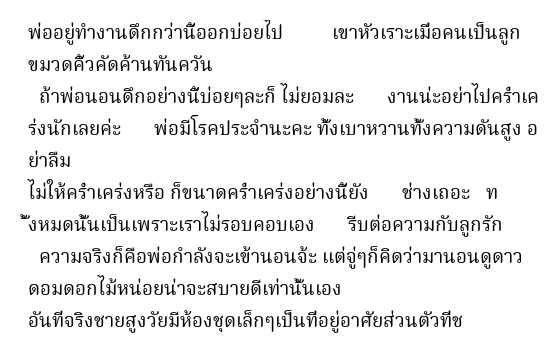 พ่ออยู่ทำงานดึกกว่านี้ออกบ่อยไป เขาหัวเราะเมื่อคนเป็นลูก
ขมวดคิ้วคัดค้านทันควัน
ถ้าพ่อนอนดึกอย่างนี้บ่อยๆละก็ ไม่ยอมละ งานน่ะอย่าไปคร่ำเค
ร่งนักเลยค่ะ พ่อมีโรคประจำนะคะ ทั้งเบาหวานทั้งความดันสูง อ
ย่าลืม
ไม่ให้คร่ำเคร่งหรือ ก็ขนาดคร่ำเคร่งอย่างนี้ยัง ช่างเถอะ ท
ั้งหมดนั้นเป็นเพราะเราไม่รอบคอบเอง รีบต่อความกับลูกรัก
ความจริงก็คือพ่อกำลังจะเข้านอนจ้ะ แต่จู่ๆก็คิดว่ามานอนดูดาว
ดอมดอกไม้หน่อยน่าจะสบายดีเท่านั้นเอง
อันที่จริงชายสูงวัยมีห้องชุดเล็กๆเป็นที่อยู่อาศัยส่วนตัวที่ช